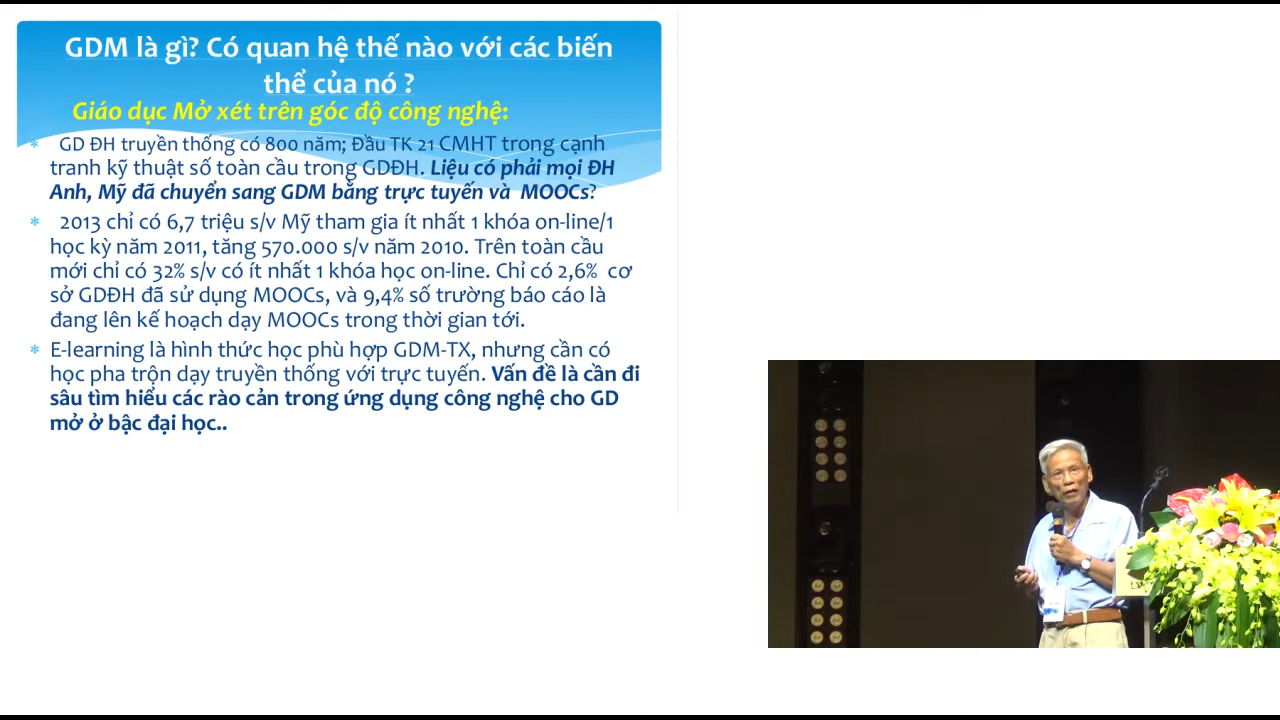 GDM là gì? Có quan hệ thế nào với các biến
thể của nó ?
Giáo dục Mở xét trên góc độ công nghệ:
* GD ĐH truyền thống có 800 năm; Đầu TK 21 CMHT trong cạnh
tranh kỹ thuật số toàn cầu trong GDĐH. Liệu có phải mọi ĐH
Anh, Mỹ đã chuyển sang GDM bằng trực tuyến và MOOCs?
* 2013 chỉ có 6,7 triệu s/v Mỹ tham gia ít nhất 1 khóa on-line/1
học kỳ năm 2011, tăng 570.000 s/v năm 2010. Trên toàn cầu
mới chỉ có 32% s/v có ít nhất 1 khóa học on-line. Chỉ có 2,6% cơ
sở GDĐH đã sử dụng MOOCs, và 9,4% số trường báo cáo là
đang lên kế hoạch dạy MOOCs trong thời gian tới.
* E-learning là hình thức học phù hợp GDM-TX, nhưng cần có
học pha trộn dạy truyền thống với trực tuyến. Vấn đề là cần đi
sâu tìm hiểu các rào cản trong ứng dụng công nghệ cho GD
mở ở bậc đại học..